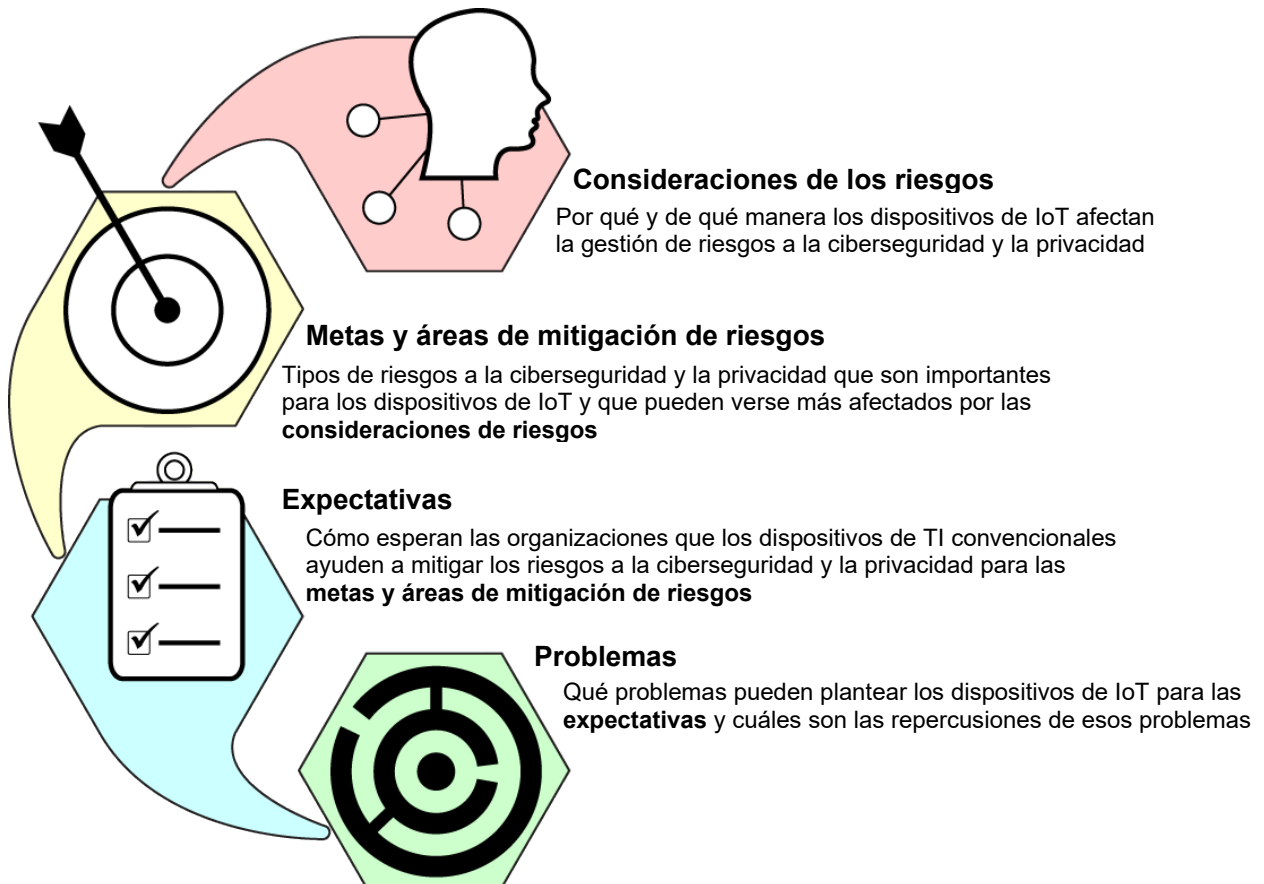 Consideraciones de los riesgos
Por qué y de qué manera los dispositivos de IoT afectan
la gestión de riesgos a la ciberseguridad y la privacidad
Metas y áreas de mitigación de riesgos
Tipos de riesgos a la ciberseguridad y la privacidad que son importantes
para los dispositivos de IoT y que pueden verse más afectados por las
consideraciones de riesgos
Expectativas
Cómo esperan las organizaciones que los dispositivos de TI convencionales
ayuden a mitigar los riesgos a la ciberseguridad y la privacidad para las
metas y áreas de mitigación de riesgos
Problemas
Qué problemas pueden plantear los dispositivos de IoT para las
expectativas y cuáles son las repercusiones de esos problemas